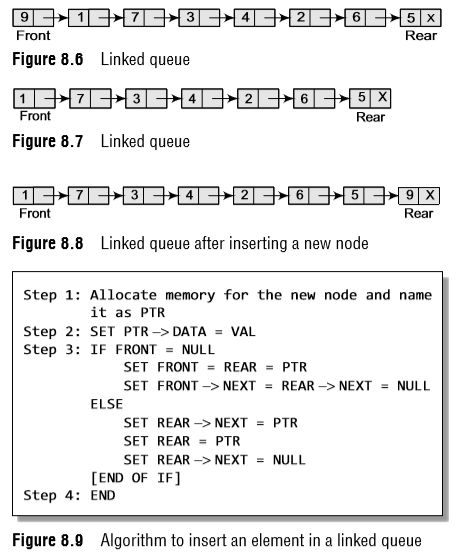 9 1 7 3 4 2 6 5 X
Front Rear
Figure 8.6 Linked queue
1 7 3 4 2 6 5 X
Front Rear
Figure 8.7 Linked queue
1 7 3 4 2 6 5 9 X
Front Rear
Figure 8.8 Linked queue after inserting a new node
Step 1: Allocate memory for the new node and name
it as PTR
Step 2: SET PTR->DATA = VAL
Step 3: IF FRONT = NULL
SET FRONT = REAR = PTR
SET FRONT->NEXT = REAR->NEXT = NULL
ELSE
SET REAR->NEXT = PTR
SET REAR = PTR
SET REAR->NEXT = NULL
[END OF IF]
Step 4: END
Figure 8.9 Algorithm to insert an element in a linked queue